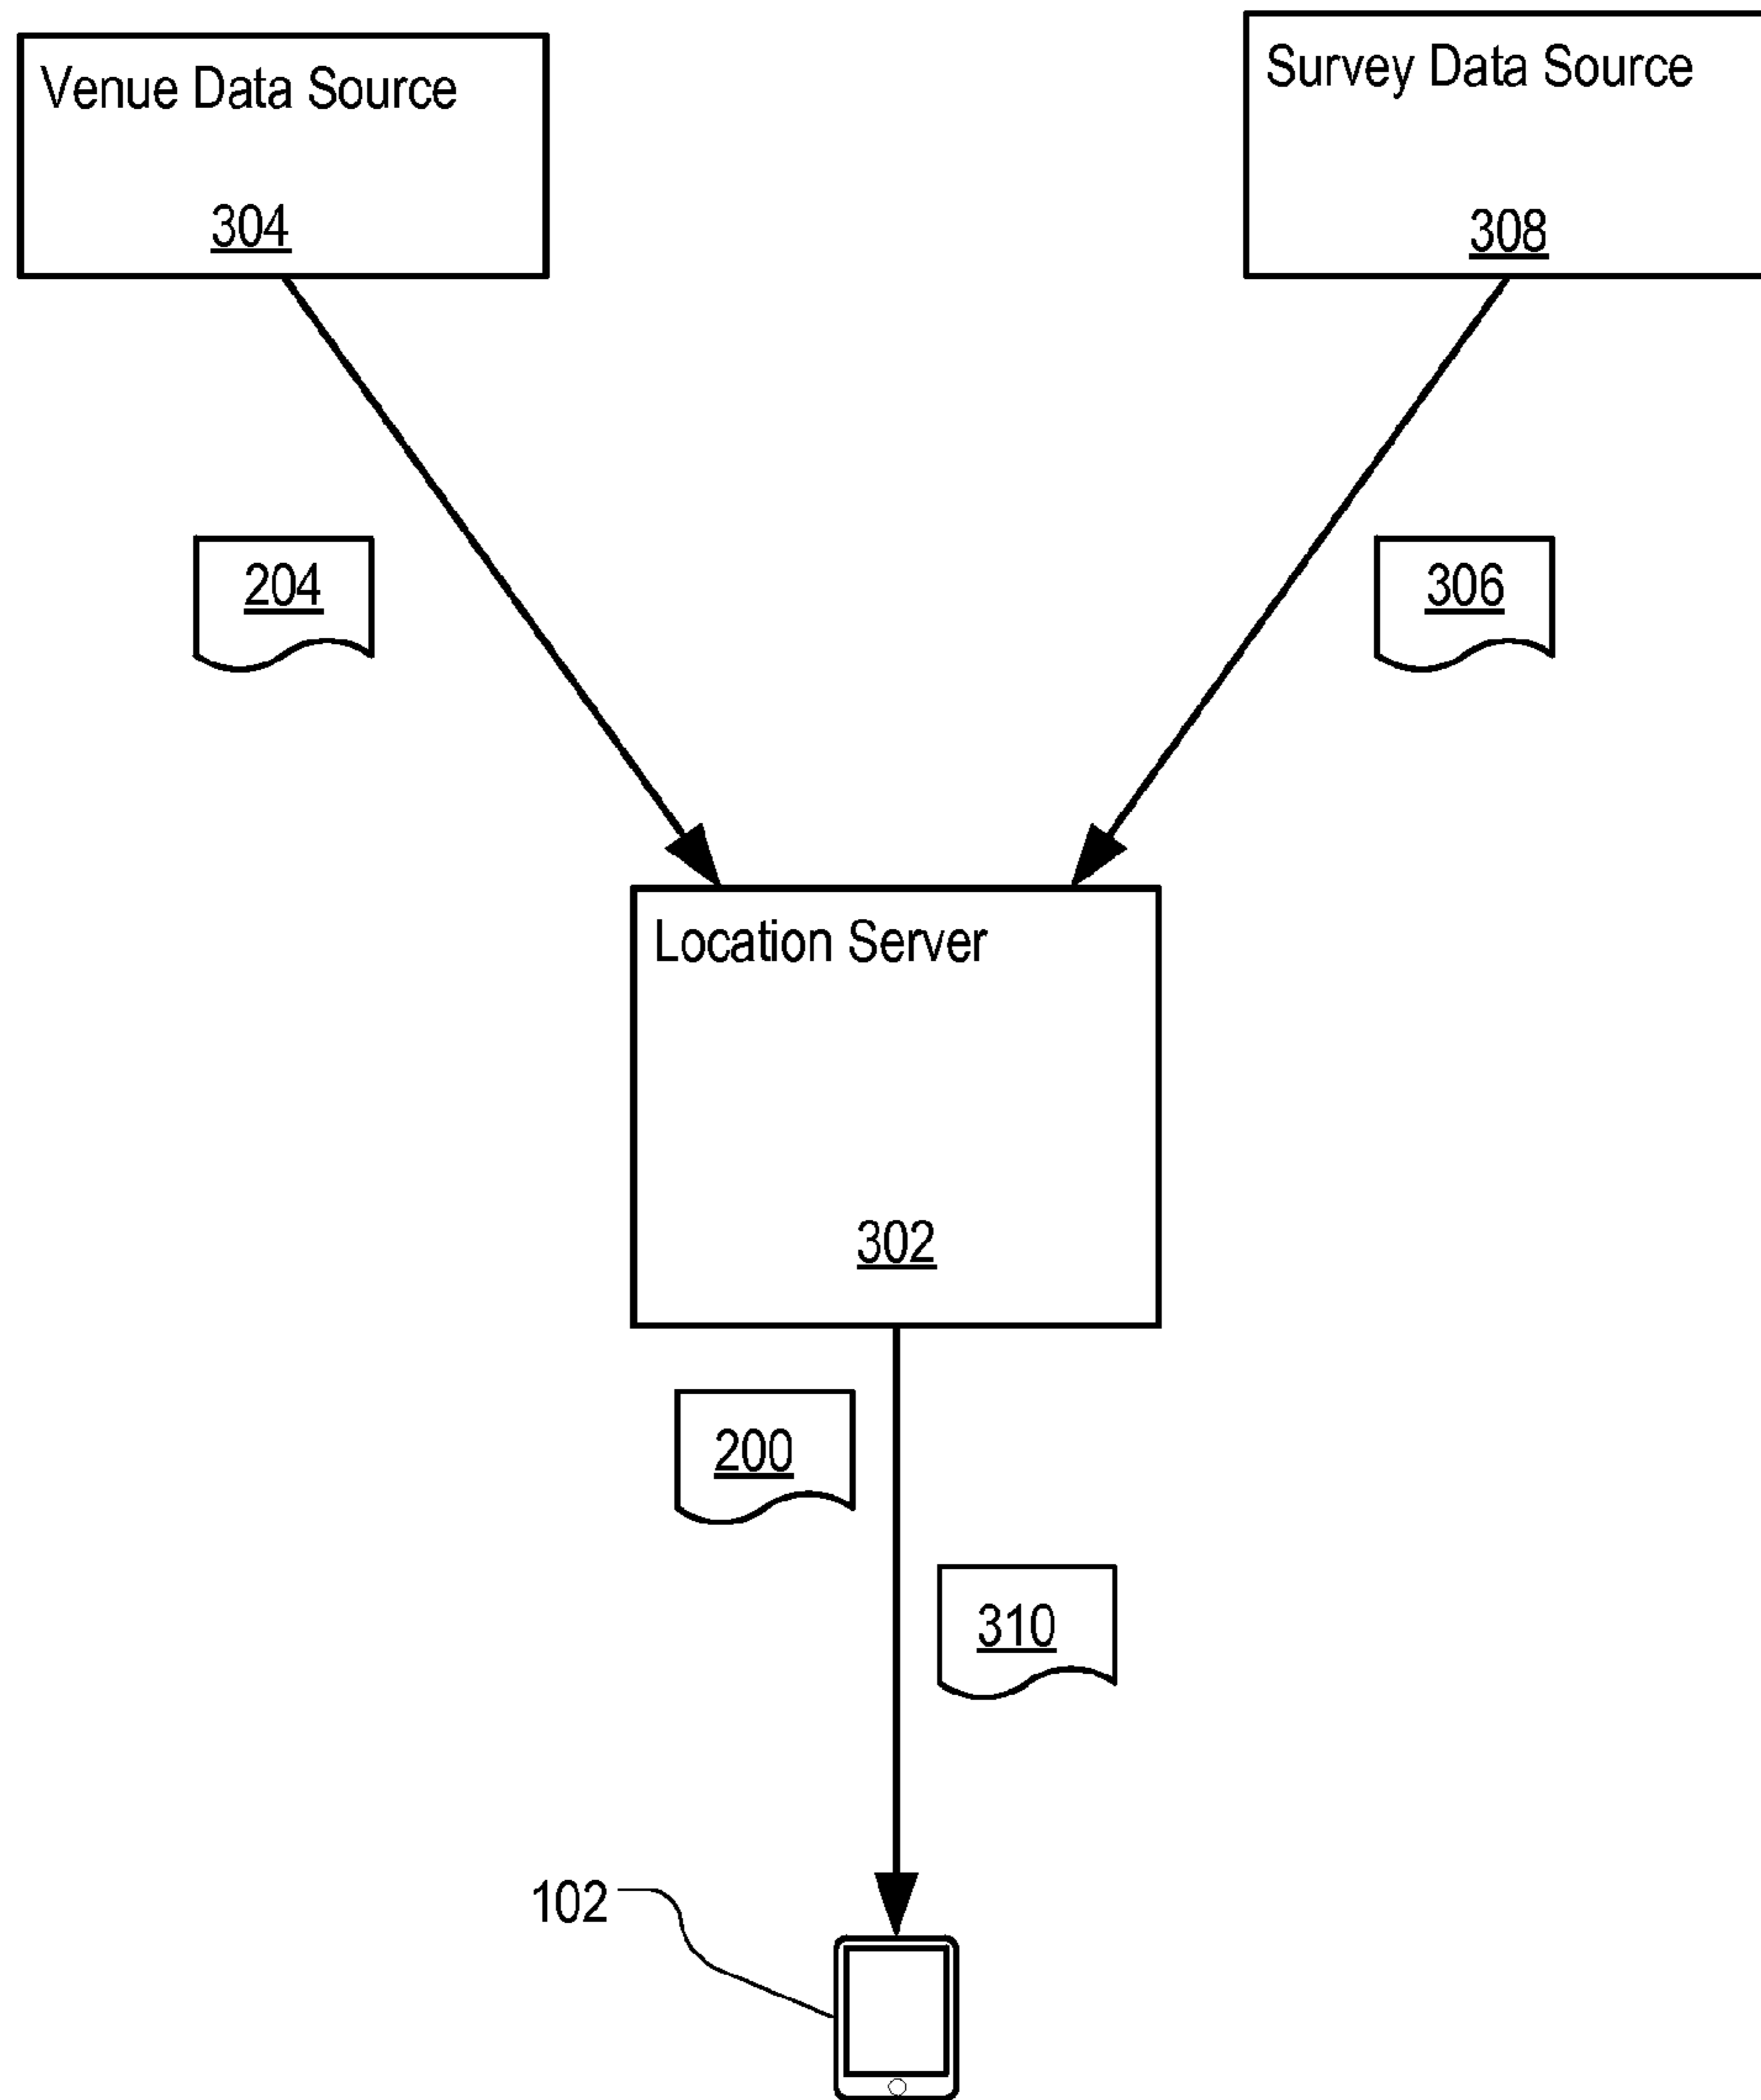 Venue Data Source
304
Survey Data Source
308
204
306
Location Server
302
200
310
102